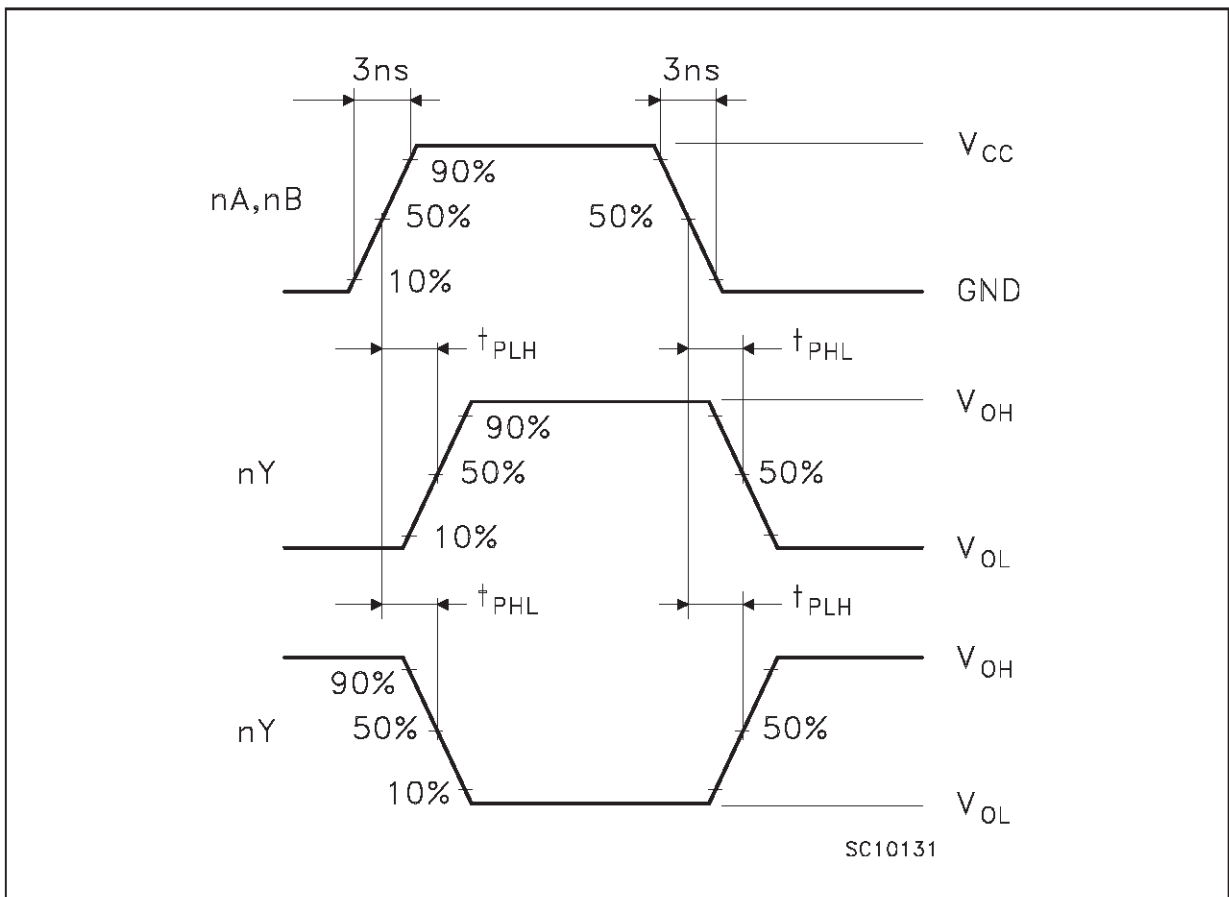 3ns 3ns
V_CC
90%
nA,nB
50% 50%
10%
GND
t_PLH t_PHL
V_OH
90%
nY
50% 50%
10%
V_OL
t_PHL t_PLH
V_OH
90%
nY
50% 50%
10%
V_OL
SC10131